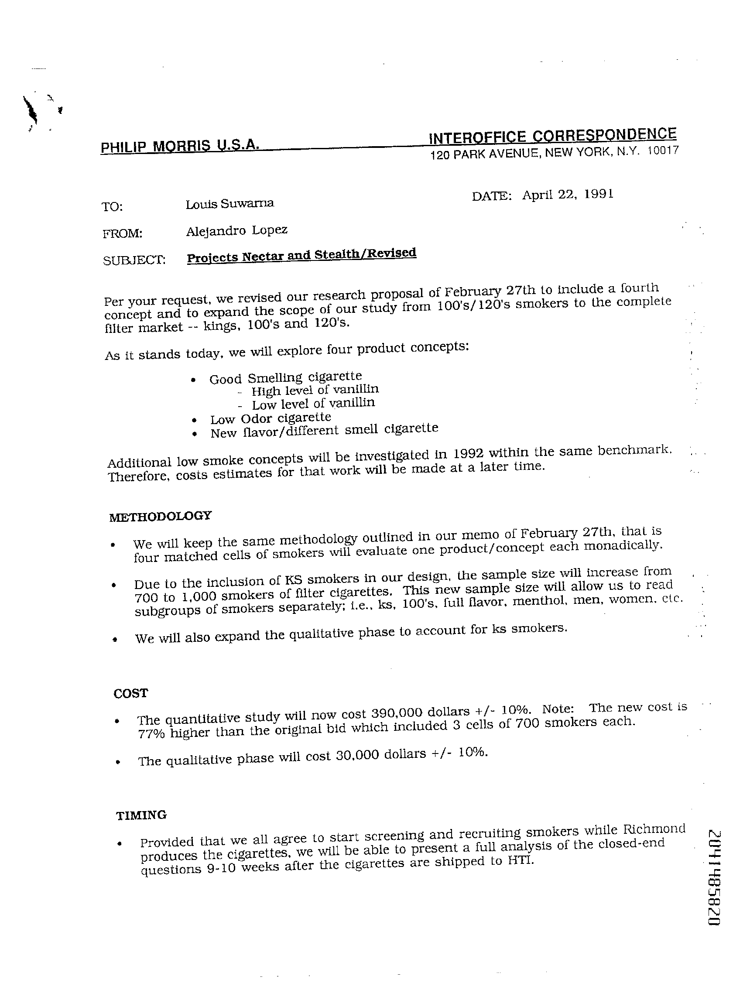 PHILIP MORRIS U.S.A.
INTEROFFICE CORRESPONDENCE
120 PARK AVENUE, NEW YORK, N.Y. 10017
TO: Louis Suwarna
DATE: April 22, 1991
FROM: Alejandro Lopez
SUBJECT: Projects Nectar and Stealth/Revised
Per your request, we revised our research proposal of February 27th to include a fourth
concept and to expand the scope of our study from 100's/120's smokers to the complete
filter market -- kings, 100's and 120's.
As it stands today, we will explore four product concepts:
• Good Smelling cigarette
- High level of vanillin
- Low level of vanillin
• Low Odor cigarette
• New flavor/different smell cigarette
Additional low smoke concepts will be investigated in 1992 within the same benchmark.
Therefore, costs estimates for that work will be made at a later time.
METHODOLOGY
• We will keep the same methodology outlined in our memo of February 27th, that is
four matched cells of smokers will evaluate one product/concept each monadically.
• Due to the inclusion of KS smokers in our design, the sample size will increase from
700 to 1,000 smokers of filter cigarettes. This new sample size will allow us to read
subgroups of smokers separately; i.e., ks, 100's, full flavor, menthol, men, women, etc.
• We will also expand the qualitative phase to account for ks smokers.
COST
• The quantitative study will now cost 390,000 dollars +/- 10%. Note: The new cost is
77% higher than the original bid which included 3 cells of 700 smokers each.
• The qualitative phase will cost 30,000 dollars +/- 10%.
TIMING
• Provided that we all agree to start screening and recruiting smokers while Richmond
produces the cigarettes, we will be able to present a full analysis of the closed-end
questions 9-10 weeks after the cigarettes are shipped to HTI.
2041485820